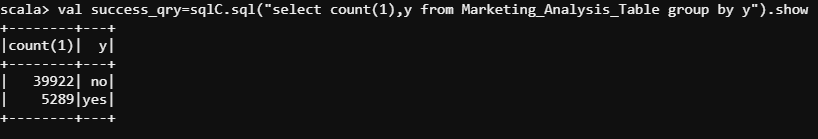 scala> val success_qry=sqlC.sql("select count(1),y from Marketing_Analysis_Table group by y").show
+--------+---+
|count(1)|  y|
+--------+---+
|   39922| no|
|    5289|yes|
+--------+---+